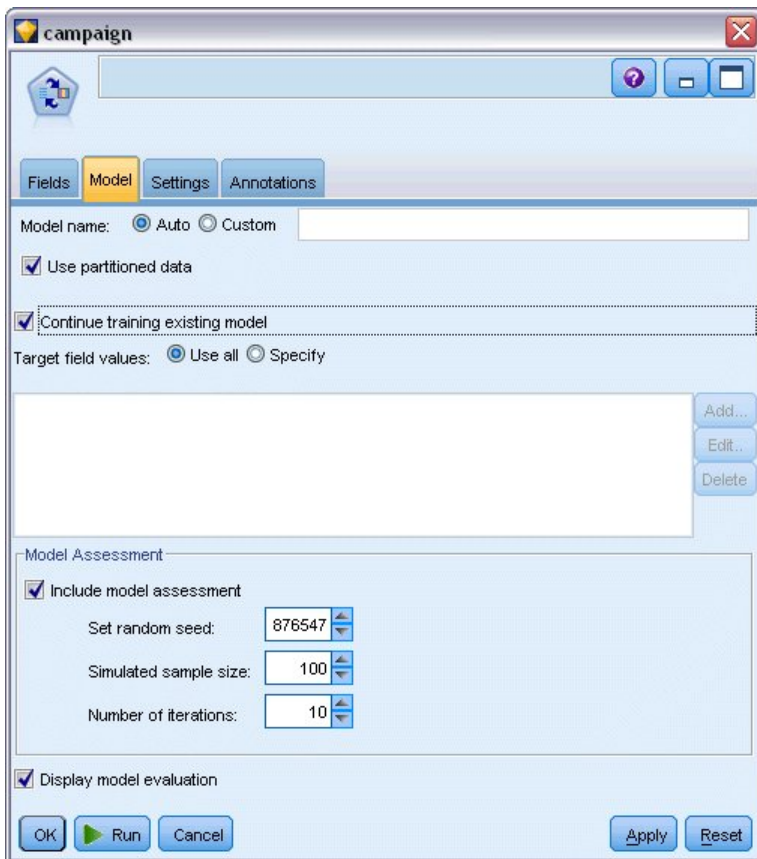 campaign
Fields Model Settings Annotations
Model name: Auto Custom
Use partitioned data
Continue training existing model
Target field values: Use all Specify
Add...
Edit...
Delete
Model Assessment
Include model assessment
Set random seed: 876547
Simulated sample size: 100
Number of iterations: 10
Display model evaluation
OK Run Cancel Apply Reset